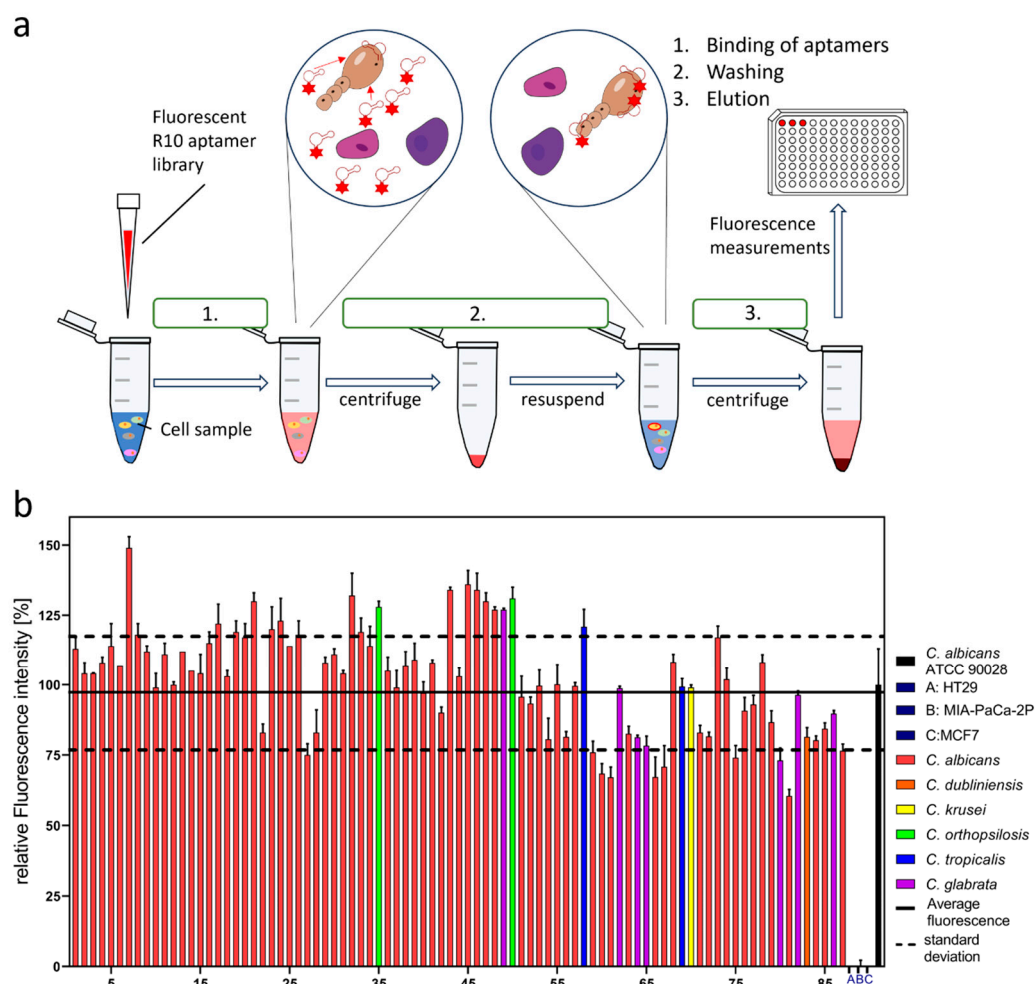 a
1. Binding of aptamers
2. Washing
3. Elution
Fluorescent
R10 aptamer
library
Fluorescence
measurements
1.
2.
3.
Cell sample
centrifuge
resuspend
centrifuge
b
relative Fluorescence intensity [%]
150
125
100
75
50
25
0
5
15
25
35
45
55
65
75
85
ABC
C. albicans
ATCC 90028
A: HT29
B: MIA-PaCa-2P
C:MCF7
C. albicans
C. dubliniensis
C. krusei
C. orthopsilosis
C. tropicalis
C. glabrata
Average
fluorescence
standard
deviation